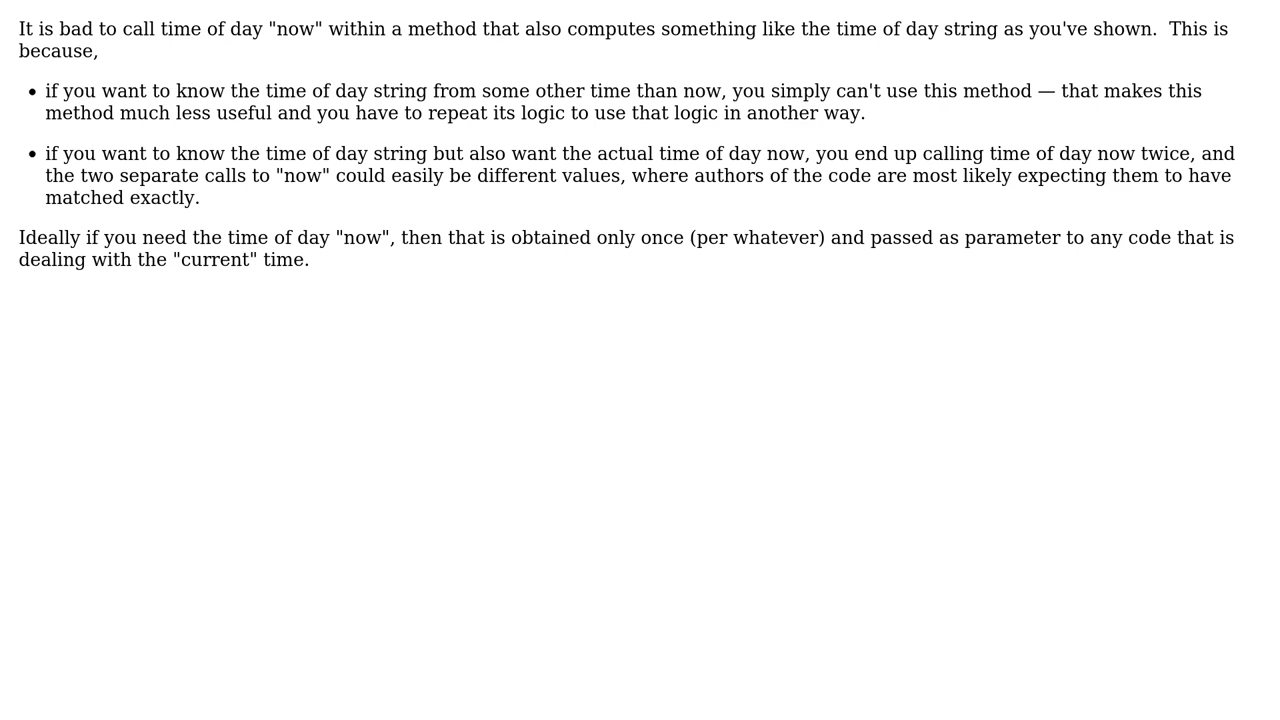 It is bad to call time of day "now" within a method that also computes something like the time of day string as you've shown.  This is
because,
• if you want to know the time of day string from some other time than now, you simply can't use this method — that makes this
method much less useful and you have to repeat its logic to use that logic in another way.
• if you want to know the time of day string but also want the actual time of day now, you end up calling time of day now twice, and
the two separate calls to "now" could easily be different values, where authors of the code are most likely expecting them to have
matched exactly.
Ideally if you need the time of day "now", then that is obtained only once (per whatever) and passed as parameter to any code that is
dealing with the "current" time.